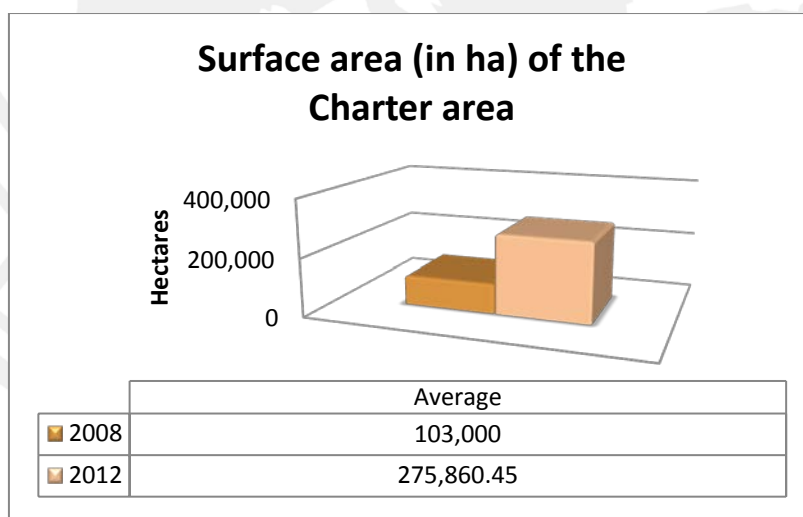 Surface area (in ha) of the
Charter area
Hectares
400,000
200,000
0
Average
2008 103,000
2012 275,860.45